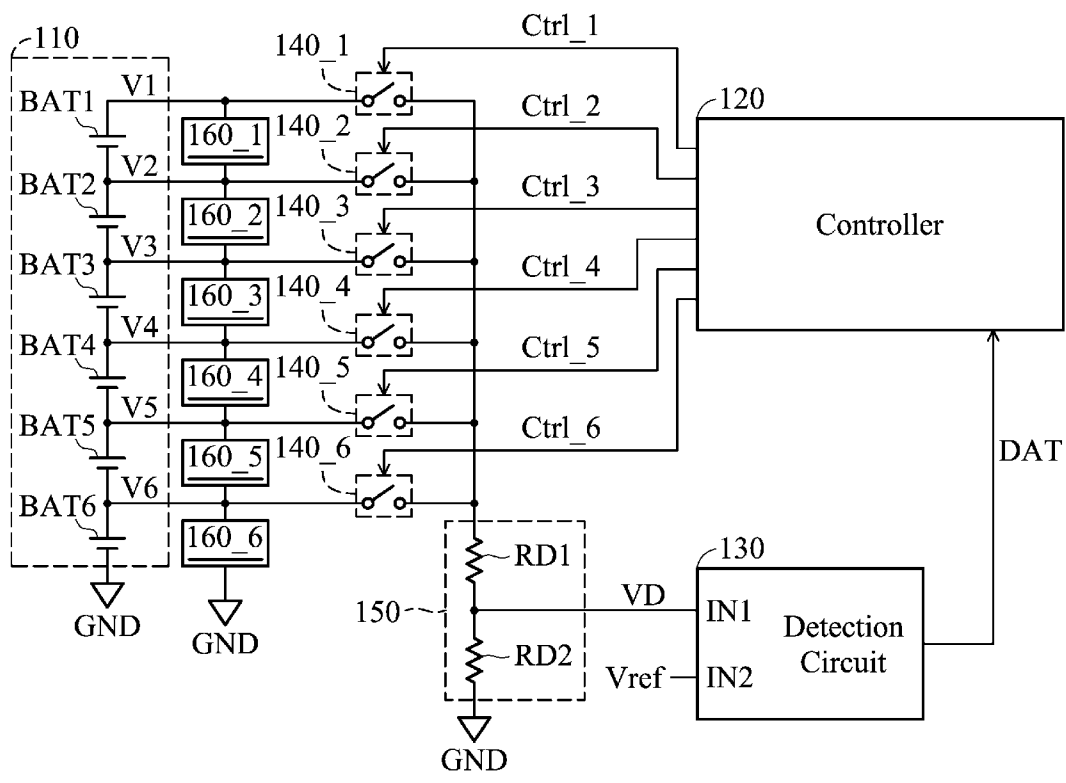 110
BAT1
V1
160_1
140_1
Ctrl_1
120
BAT2
V2
160_2
140_2
Ctrl_2
BAT3
V3
160_3
140_3
Ctrl_3
Controller
BAT4
V4
160_4
140_4
Ctrl_4
BAT5
V5
160_5
140_5
Ctrl_5
BAT6
V6
160_6
140_6
Ctrl_6
DAT
GND
GND
150
RD1
RD2
GND
VD
Vref
130
IN1
IN2
Detection
Circuit